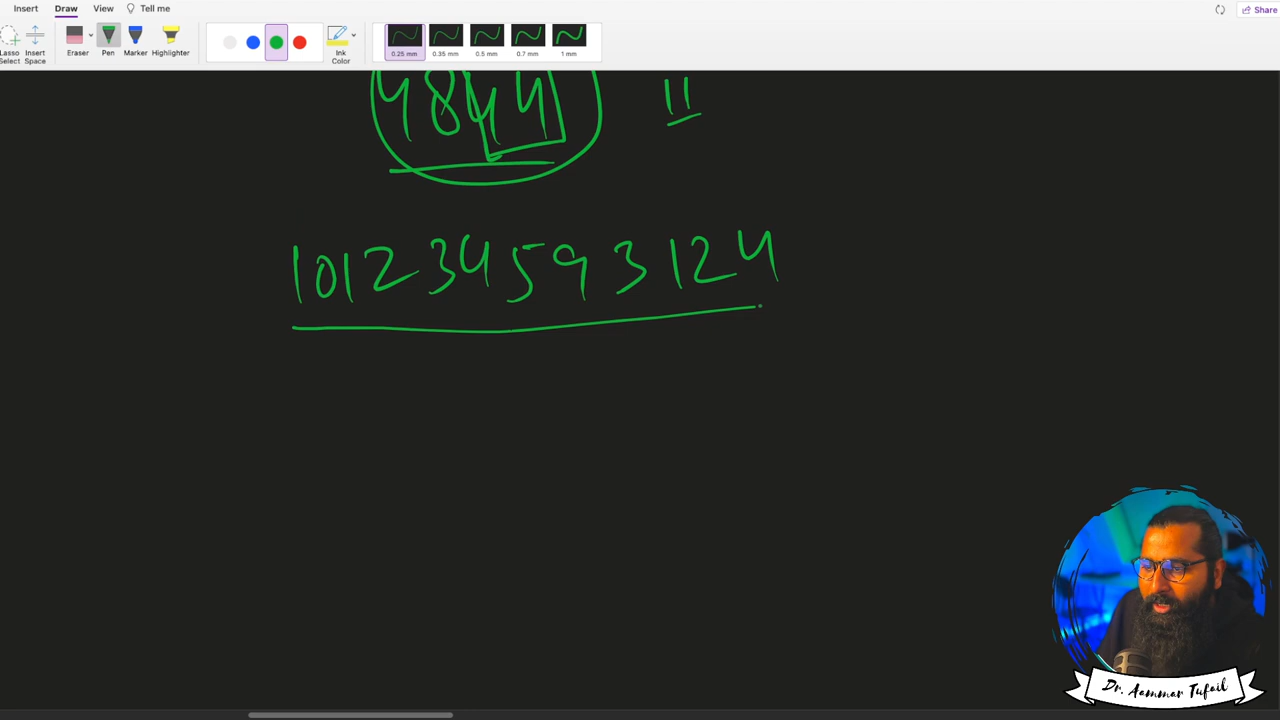 Insert Draw View Tell me
Share
Lasso Select Insert Space Eraser Pen Marker Highlighter Ink Color 0.25 mm 0.35 mm 0.5 mm 0.7 mm 1 mm
4844 11
101234593124
Dr. Aammar Tufail